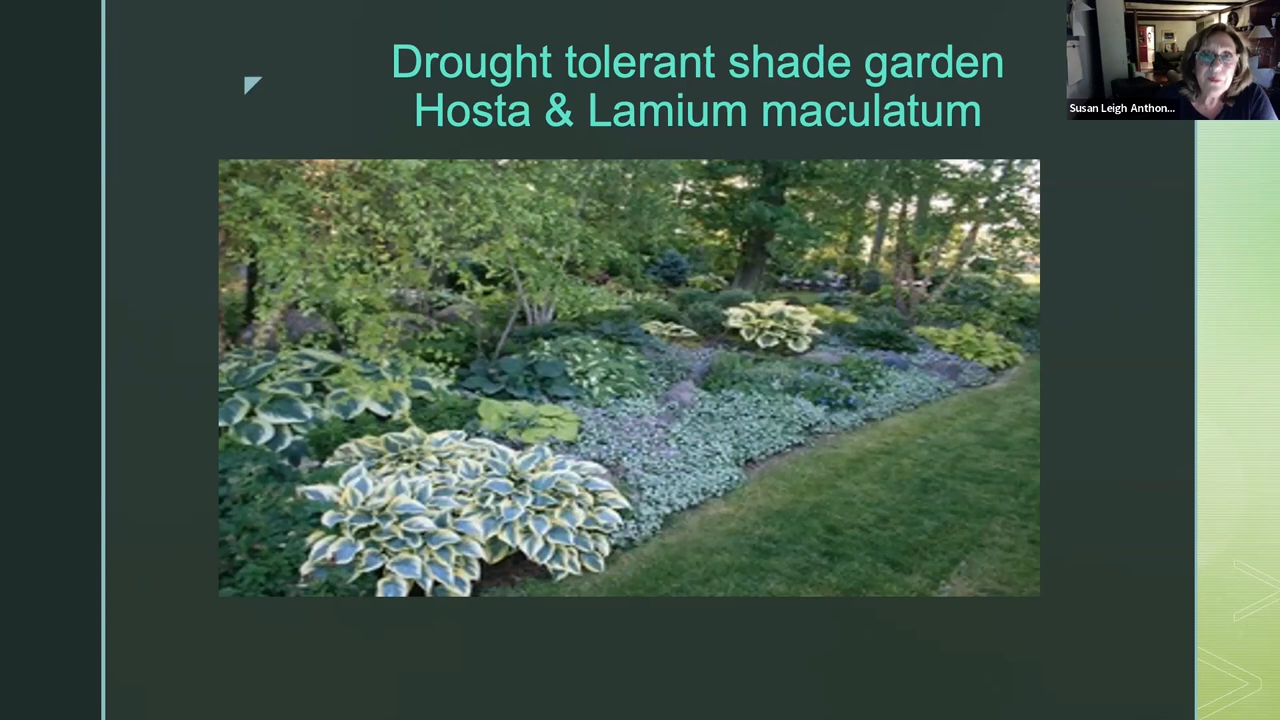 Drought tolerant shade garden
Hosta & Lamium maculatum
Susan Leigh Anthon...